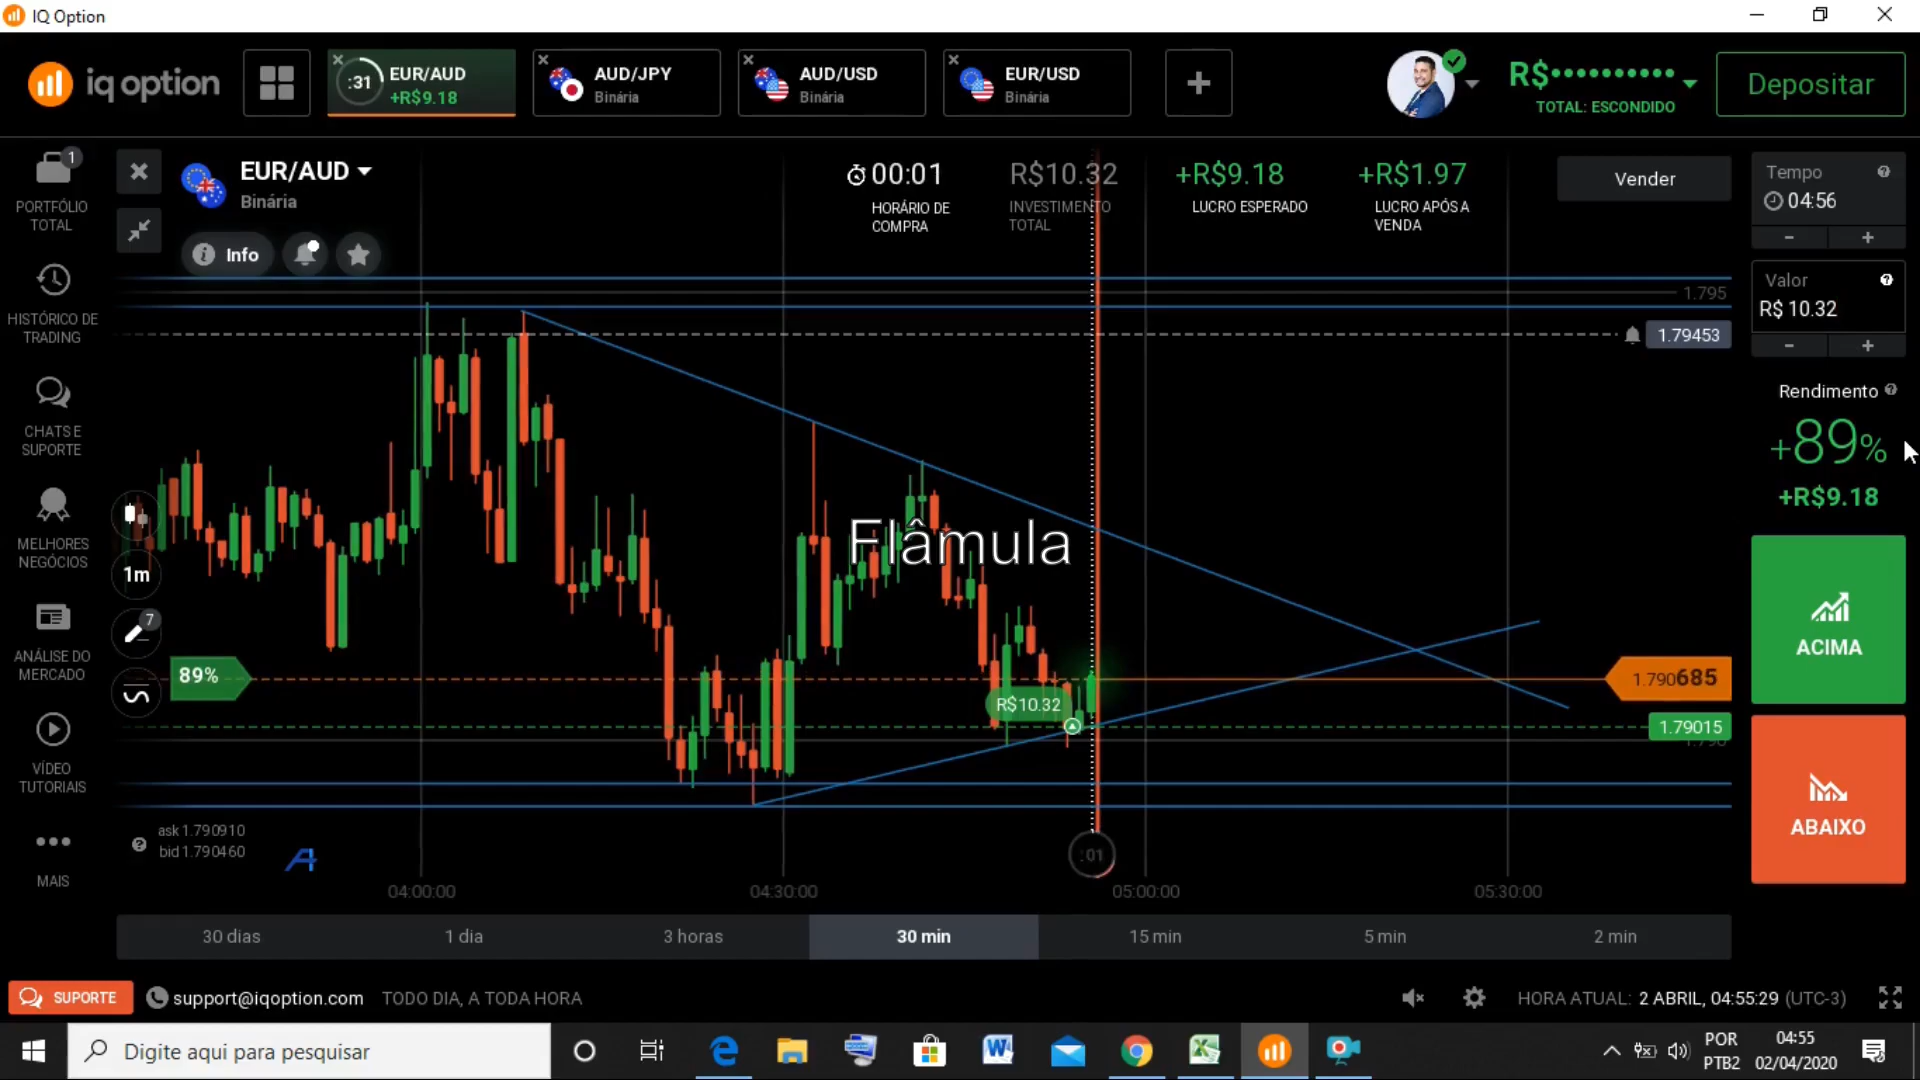 IQ Option
iq option
:31
EUR/AUD
+R$9.18
AUD/JPY
Binária
AUD/USD
Binária
EUR/USD
Binária
R$••••••••••
TOTAL: ESCONDIDO
Depositar
1
PORTFÓLIO
TOTAL
HISTÓRICO DE
TRADING
CHATS E
SUPORTE
MELHORES
NEGÓCIOS
ANÁLISE DO
MERCADO
VÍDEO
TUTORIAIS
MAIS
EUR/AUD
Binária
Info
00:01
HORÁRIO DE
COMPRA
R$10.32
INVESTIMENTO
TOTAL
+R$9.18
LUCRO ESPERADO
+R$1.97
LUCRO APÓS A
VENDA
Vender
Tempo
04:56
Valor
R$ 10.32
Rendimento
+89%
+R$9.18
ACIMA
ABAIXO
1.795
1.79453
Flâmula
1m
7
89%
R$10.32
1.790685
1.79015
1.790
ask 1.790910
bid 1.790460
:01
04:00:00
04:30:00
05:00:00
05:30:00
30 dias
1 dia
3 horas
30 min
15 min
5 min
2 min
SUPORTE
support@iqoption.com
TODO DIA, A TODA HORA
HORA ATUAL: 2 ABRIL, 04:55:29 (UTC-3)
Digite aqui para pesquisar
POR
PTB2
04:55
02/04/2020